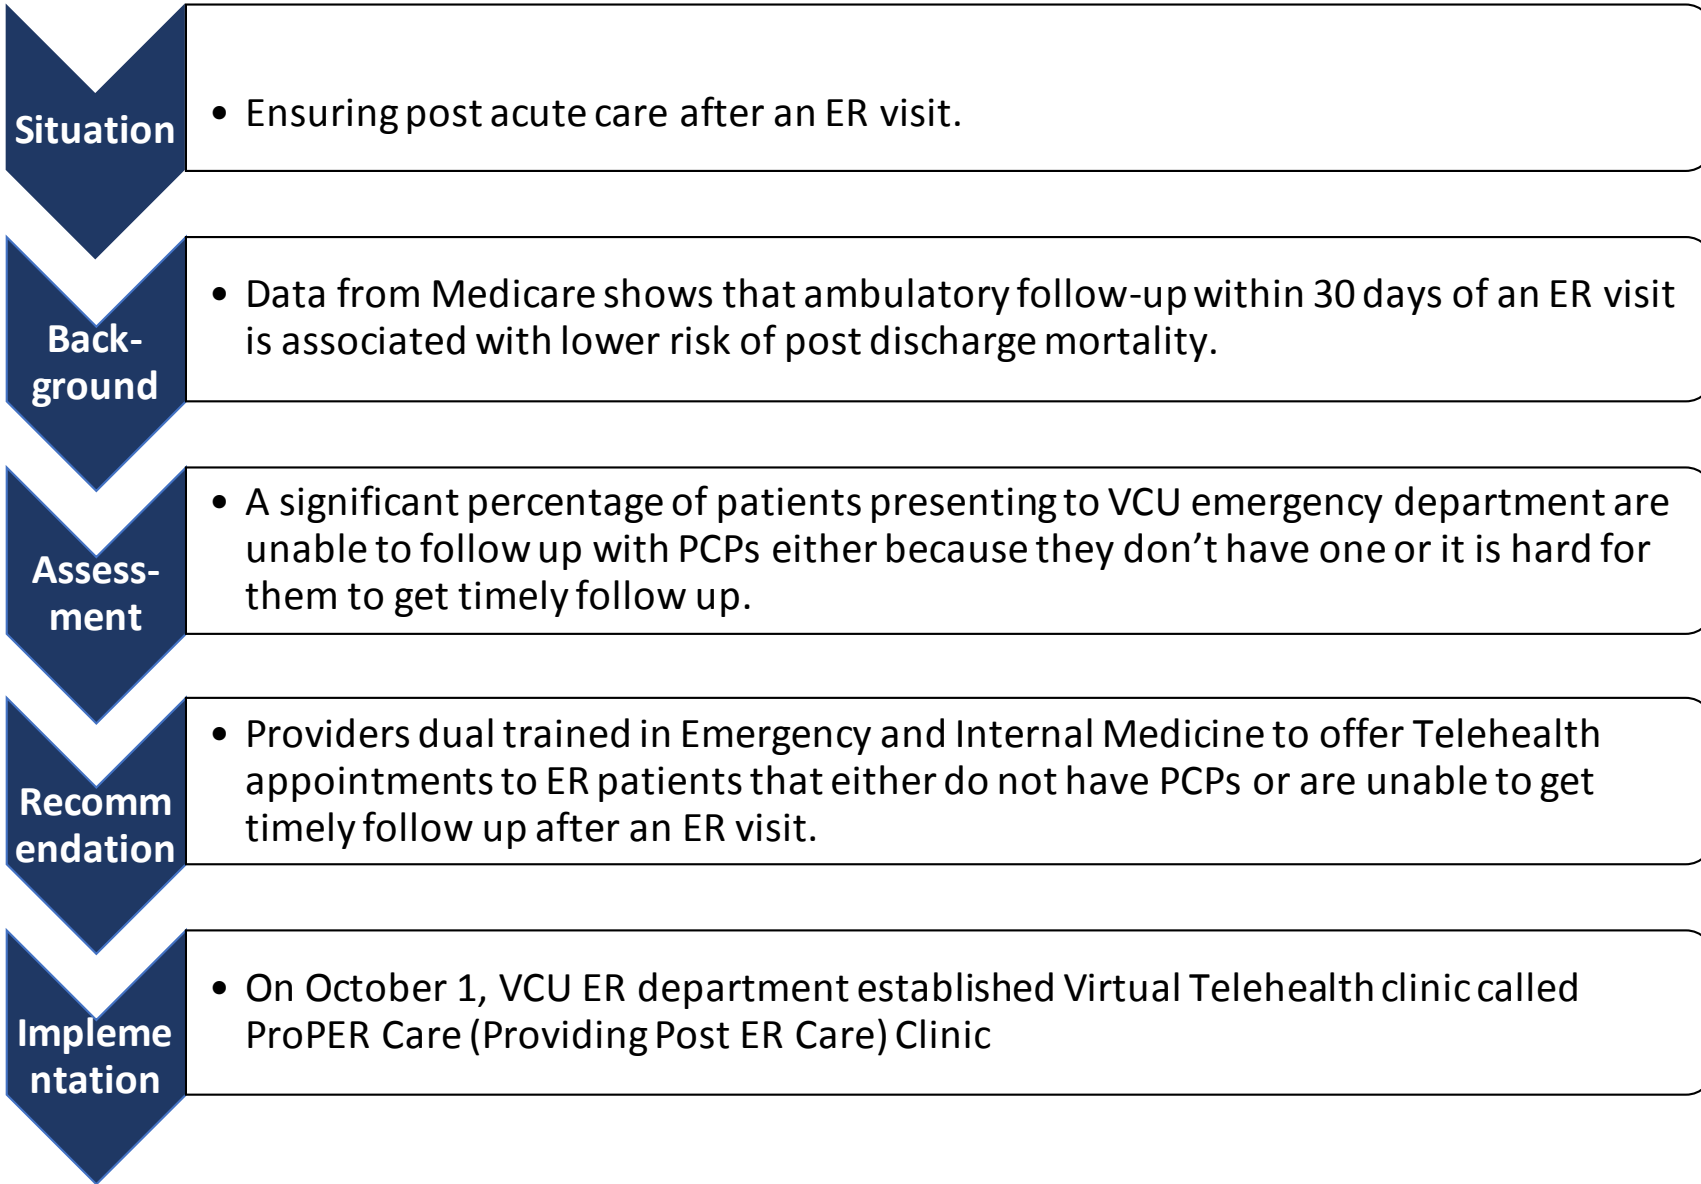 Situation
• Ensuring post acute care after an ER visit.
Back-
ground
• Data from Medicare shows that ambulatory follow-up within 30 days of an ER visit
is associated with lower risk of post discharge mortality.
Assess-
ment
• A significant percentage of patients presenting to VCU emergency department are
unable to follow up with PCPs either because they don’t have one or it is hard for
them to get timely follow up.
Recomm
endation
• Providers dual trained in Emergency and Internal Medicine to offer Telehealth
appointments to ER patients that either do not have PCPs or are unable to get
timely follow up after an ER visit.
Impleme
ntation
• On October 1, VCU ER department established Virtual Telehealth clinic called
ProPER Care (Providing Post ER Care) Clinic